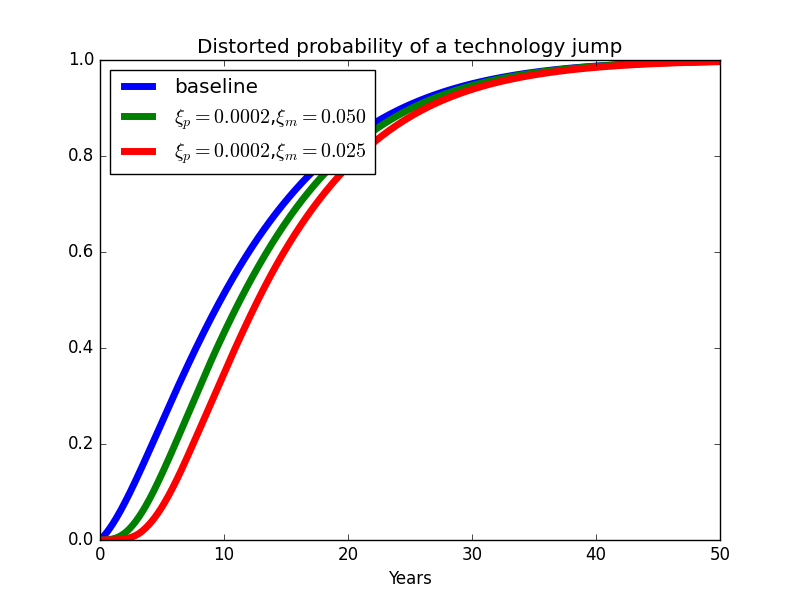 Distorted probability of a technology jump
baseline
ξp = 0.0002,ξm = 0.050
ξp = 0.0002,ξm = 0.025
1.0
0.8
0.6
0.4
0.2
0.0
0 10 20 30 40 50
Years